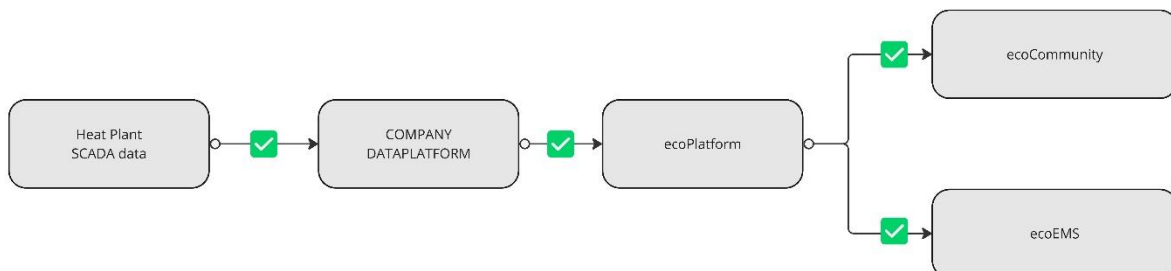 Heat Plant
SCADA data
COMPANY
DATAPLATFORM
ecoPlatform
ecoCommunity
ecoEMS